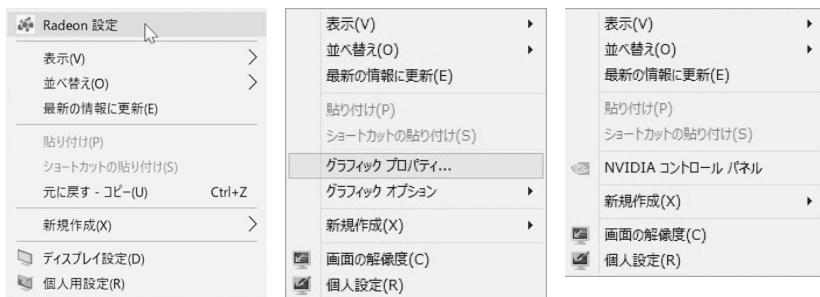 Radeon 設定
表示(V)
並べ替え(O)
最新の情報に更新(E)
貼り付け(P)
ショートカットの貼り付け(S)
元に戻す - コピー(U) Ctrl+Z
新規作成(X)
ディスプレイ設定(D)
個人用設定(R)
表示(V)
並べ替え(O)
最新の情報に更新(E)
貼り付け(P)
ショートカットの貼り付け(S)
グラフィック プロパティ...
グラフィック オプション
新規作成(X)
画面の解像度(C)
個人設定(R)
表示(V)
並べ替え(O)
最新の情報に更新(E)
貼り付け(P)
ショートカットの貼り付け(S)
NVIDIA コントロール パネル
新規作成(X)
画面の解像度(C)
個人設定(R)